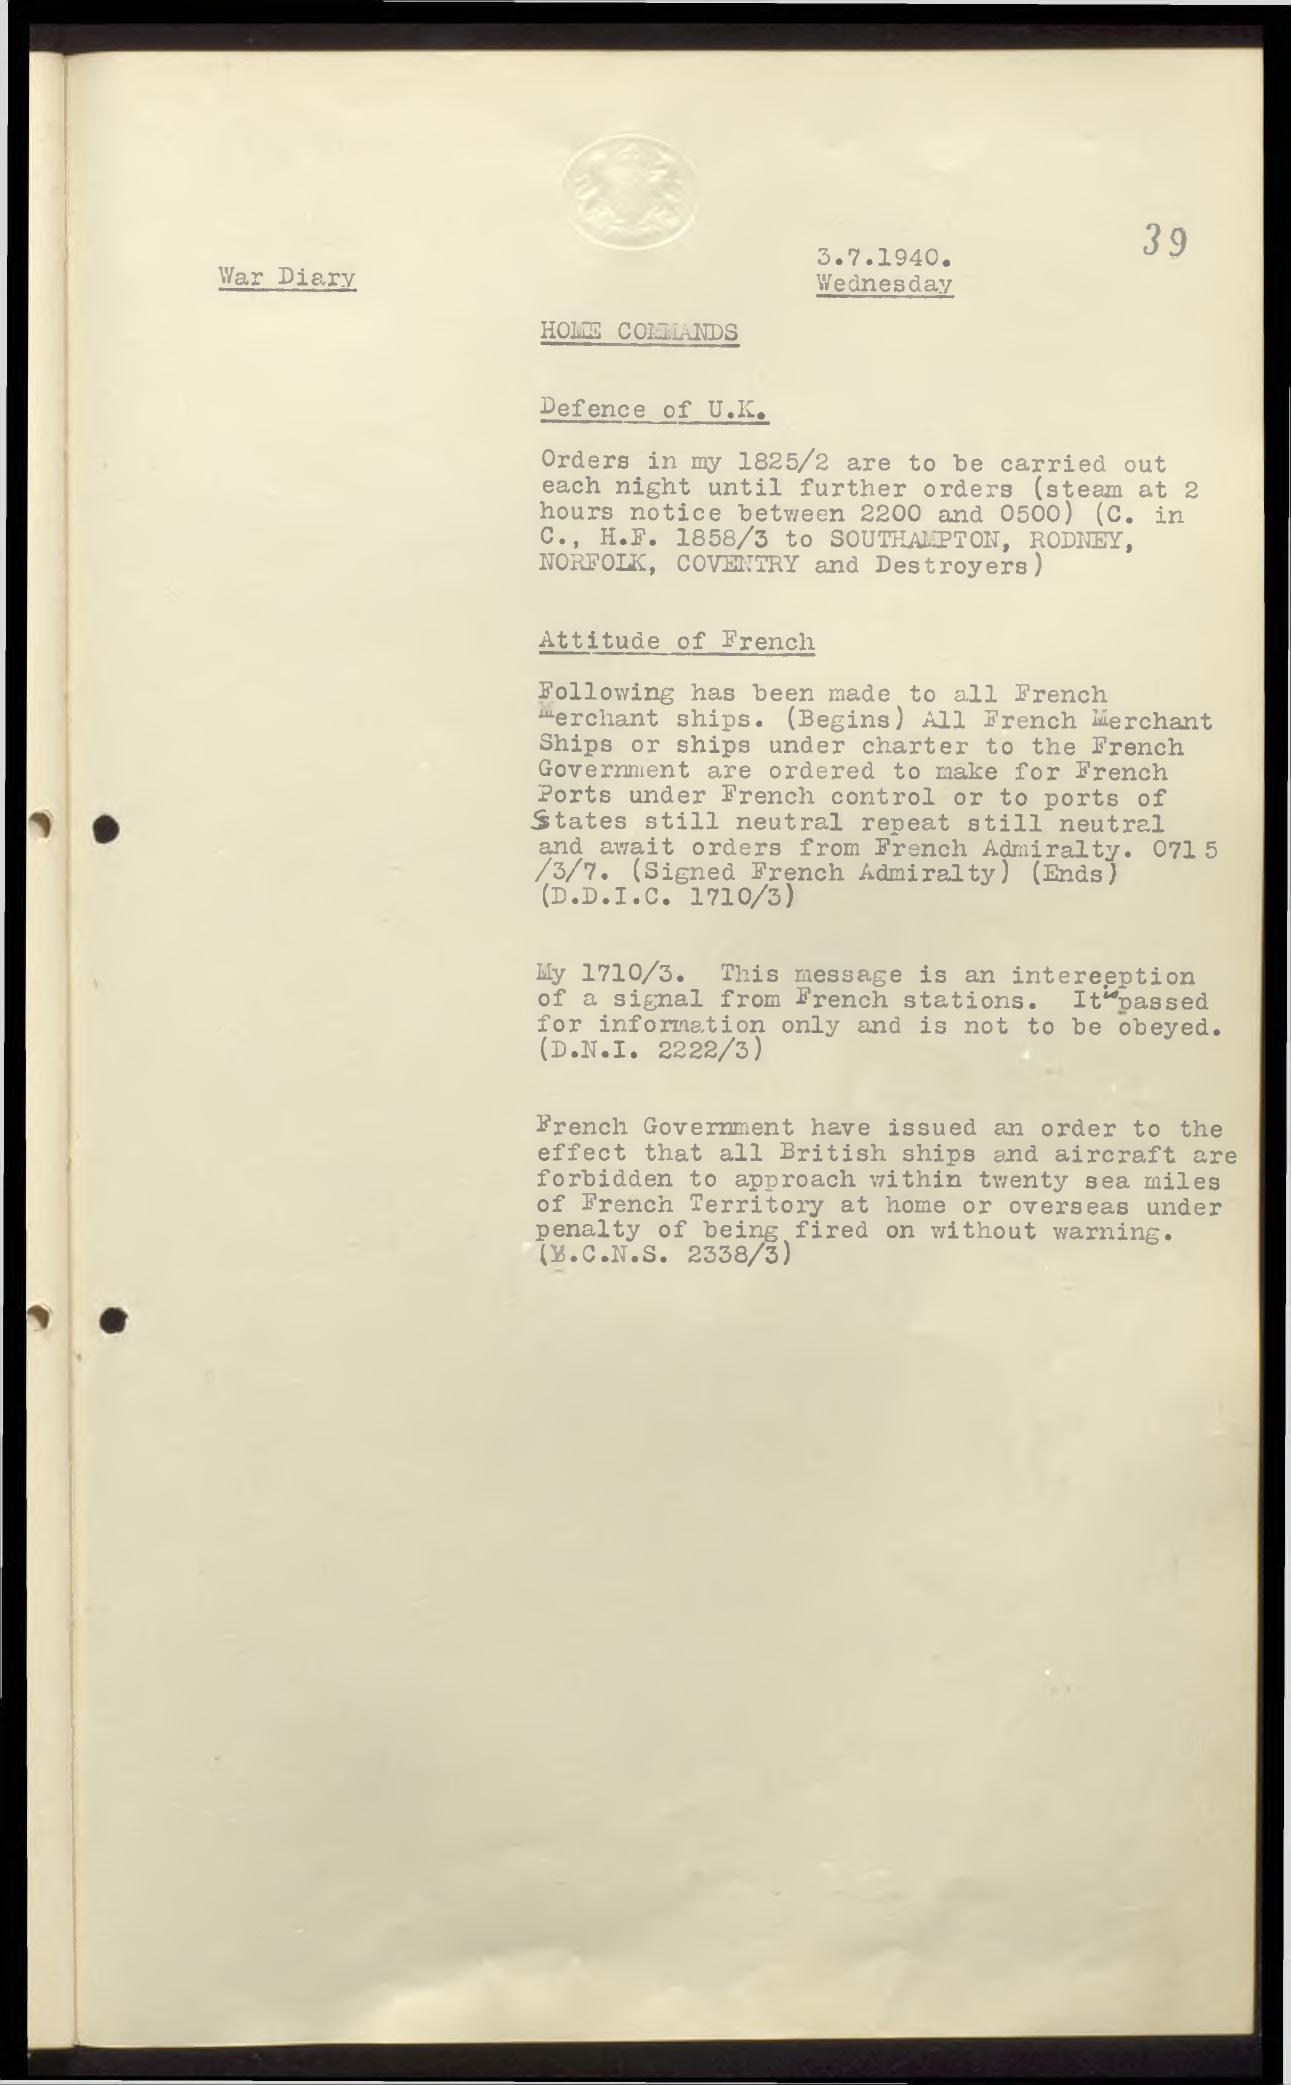 39
3.7.1940.
War Diary
Wednesday
HOME COMMANDS
Defence of U.K.
Orders in my 1825/2 are to be carried out
each night until further orders (steam at 2
hours notice between 2200 and 0500) (C. in
C., H.F. 1858/3 to SOUTHAMPTON, RODNEY,
NORFOLK, COVENTRY and Destroyers)
Attitude of French
Following has been made to all French
Merchant ships. (Begins) All French Merchant
Ships or ships under charter to the French
Government are ordered to make for French
Ports under French control or to ports of
States still neutral repeat still neutral
and await orders from French Admiralty. 0715
/3/7. (Signed French Admiralty) (Ends)
(D.D.I.C. 1710/3)
My 1710/3. This message is an intereeption
of a signal from French stations. It is passed
for information only and is not to be obeyed.
(D.N.I. 2222/3)
French Government have issued an order to the
effect that all British ships and aircraft are
forbidden to approach within twenty sea miles
of French Territory at home or overseas under
penalty of being fired on without warning.
(V.C.N.S. 2338/3)